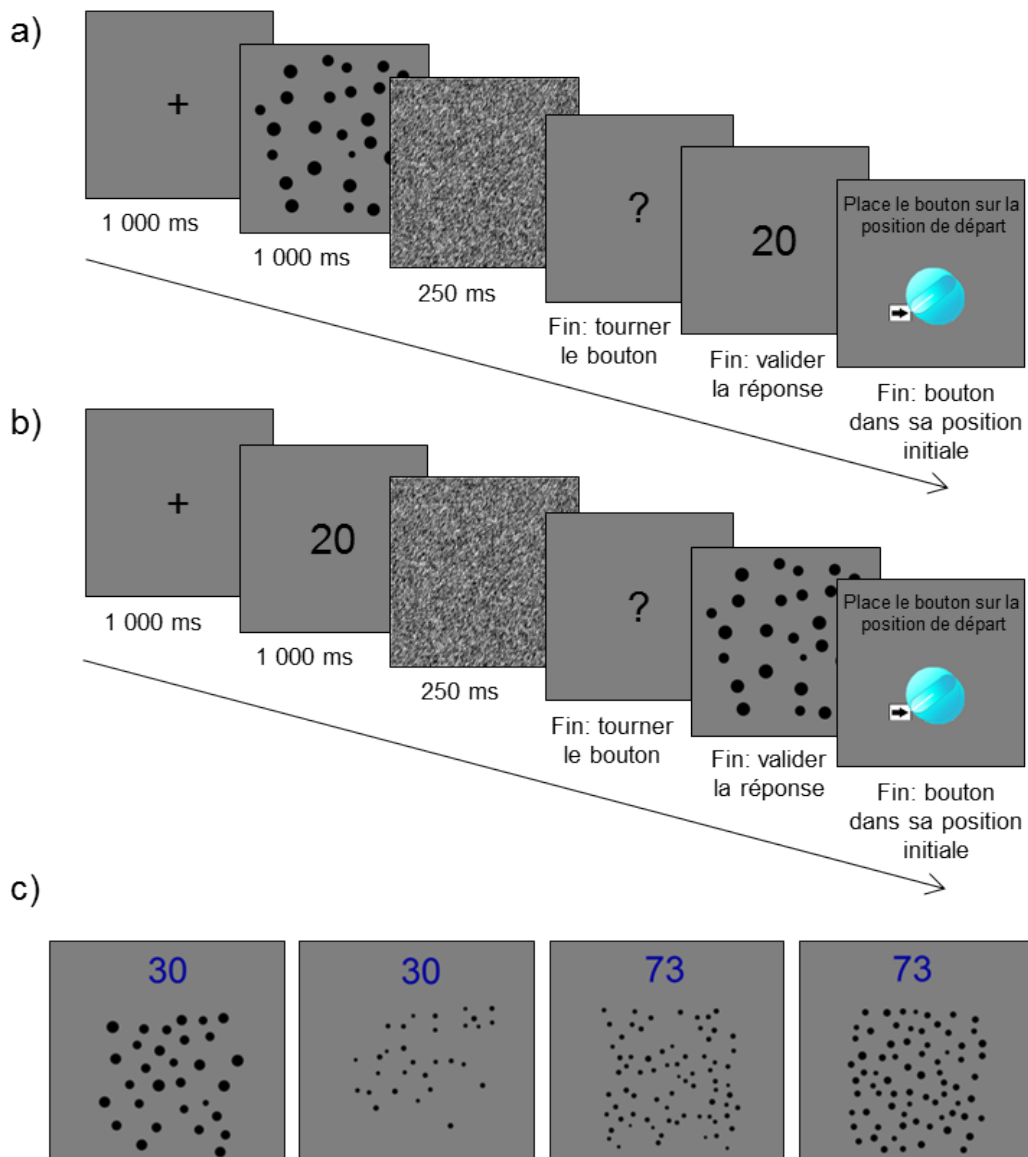 a)
+
1 000 ms
1 000 ms
250 ms
?
Fin: tourner
le bouton
20
Fin: valider
la réponse
Place le bouton sur la
position de départ
Fin: bouton
dans sa position
initiale
b)
+
1 000 ms
20
1 000 ms
250 ms
?
Fin: tourner
le bouton
Fin: valider
la réponse
Place le bouton sur la
position de départ
Fin: bouton
dans sa position
initiale
c)
30
30
73
73